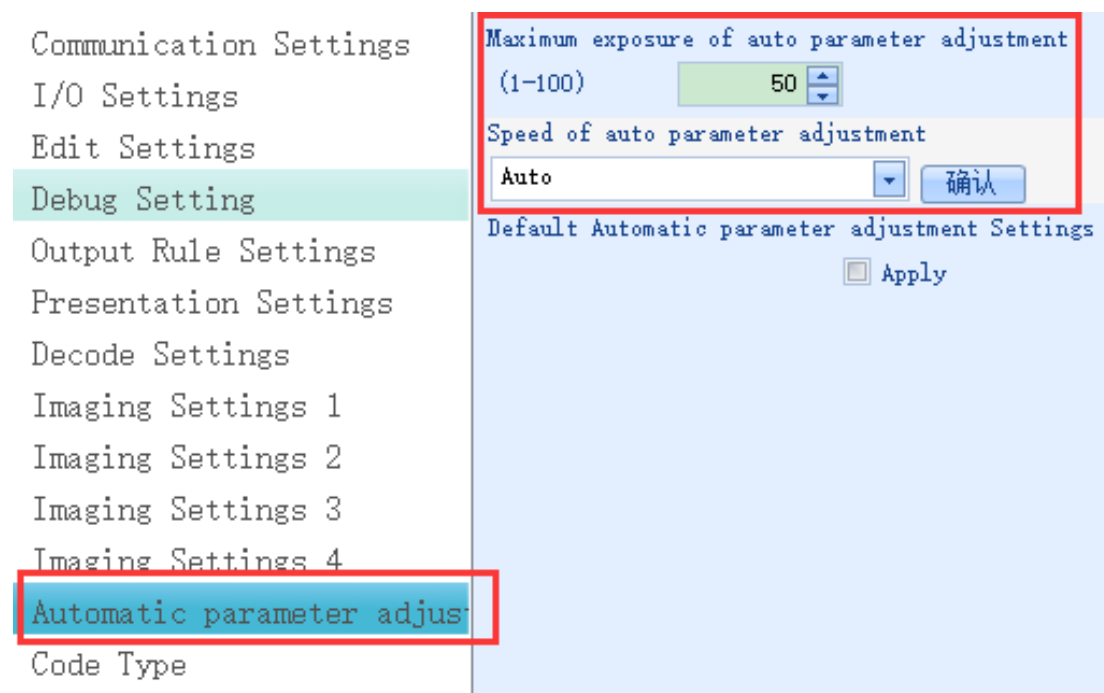 Communication Settings
I/O Settings
Edit Settings
Debug Setting
Output Rule Settings
Presentation Settings
Decode Settings
Imaging Settings 1
Imaging Settings 2
Imaging Settings 3
Imaging Settings 4
Automatic parameter adjus
Code Type
Maximum exposure of auto parameter adjustment
(1-100) 50
Speed of auto parameter adjustment
Auto 确认
Default Automatic parameter adjustment Settings
Apply